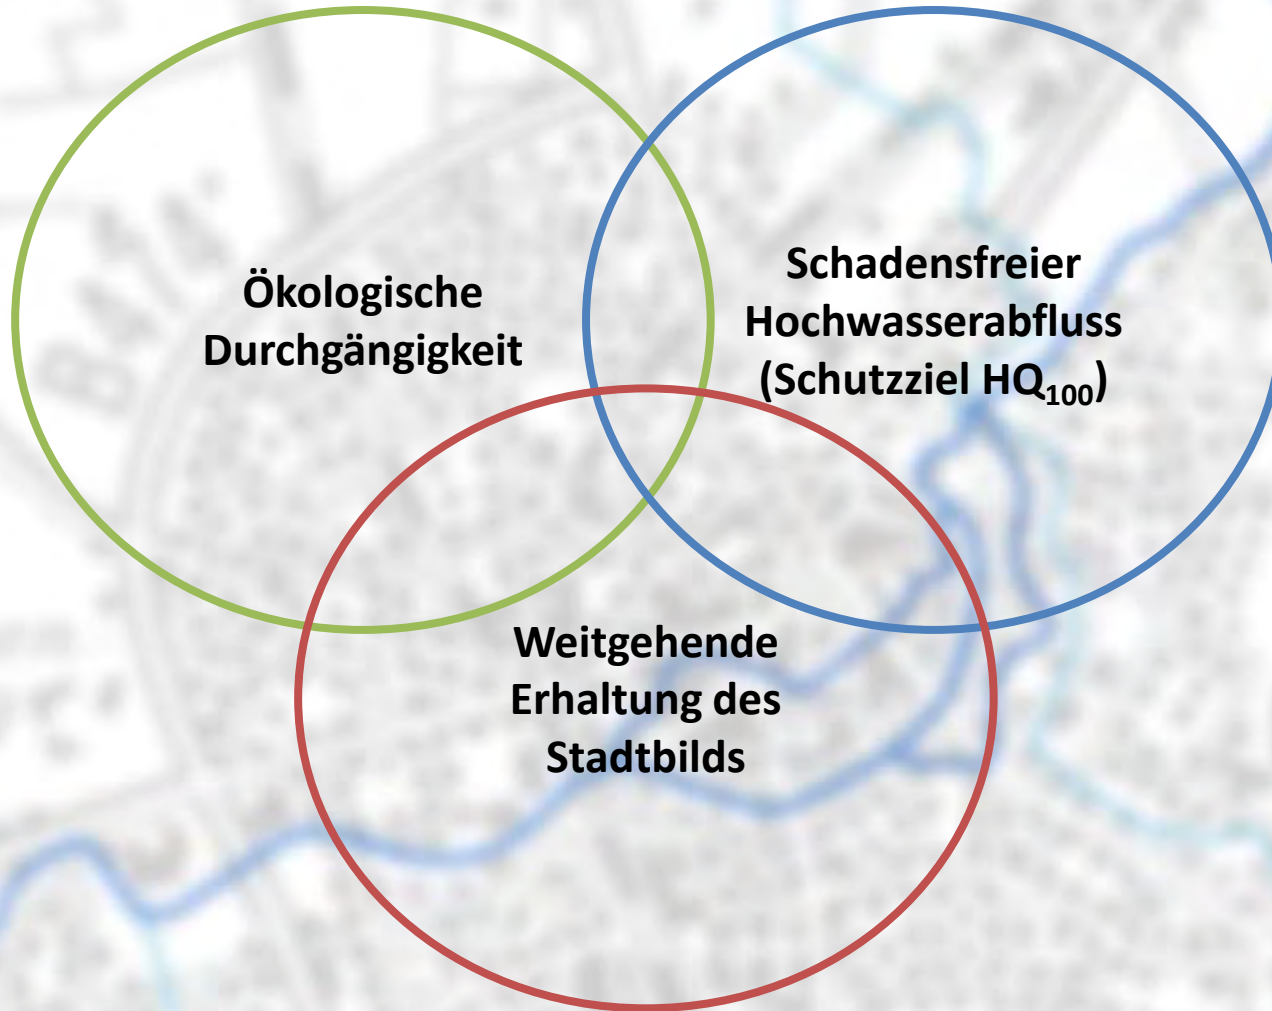 Ökologische
Durchgängigkeit
Schadensfreier
Hochwasserabfluss
(Schutzziel HQ₁₀₀)
Weitgehende
Erhaltung des
Stadtbilds